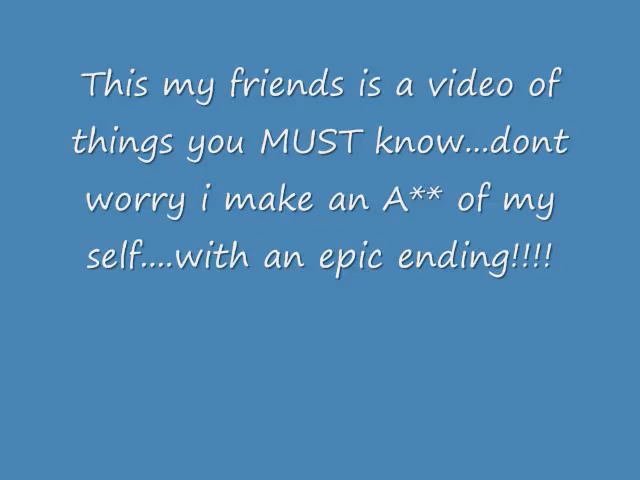 This my friends is a video of
things you MUST know...dont
worry i make an A** of my
self....with an epic ending!!!!